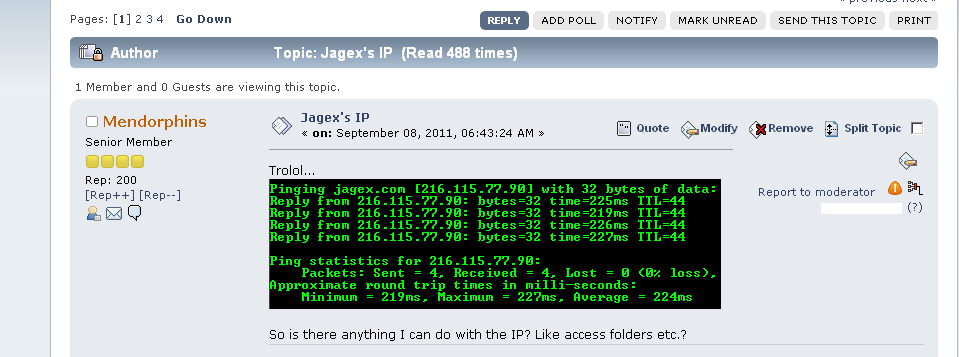 Pages: [1] 2 3 4 Go Down
REPLY ADD POLL NOTIFY MARK UNREAD SEND THIS TOPIC PRINT
Author Topic: Jagex's IP (Read 488 times)
1 Member and 0 Guests are viewing this topic.
Mendorphins
Senior Member
Rep: 200
[Rep++] [Rep--]
Jagex's IP
« on: September 08, 2011, 06:43:24 AM »
Quote Modify Remove Split Topic
Trolol...
Pinging jagex.com [216.115.77.90] with 32 bytes of data:
Reply from 216.115.77.90: bytes=32 time=225ms TTL=44
Reply from 216.115.77.90: bytes=32 time=219ms TTL=44
Reply from 216.115.77.90: bytes=32 time=226ms TTL=44
Reply from 216.115.77.90: bytes=32 time=227ms TTL=44
Ping statistics for 216.115.77.90:
Packets: Sent = 4, Received = 4, Lost = 0 (0% loss),
Approximate round trip times in milli-seconds:
Minimum = 219ms, Maximum = 227ms, Average = 224ms
Report to moderator
(?)
So is there anything I can do with the IP? Like access folders etc.?